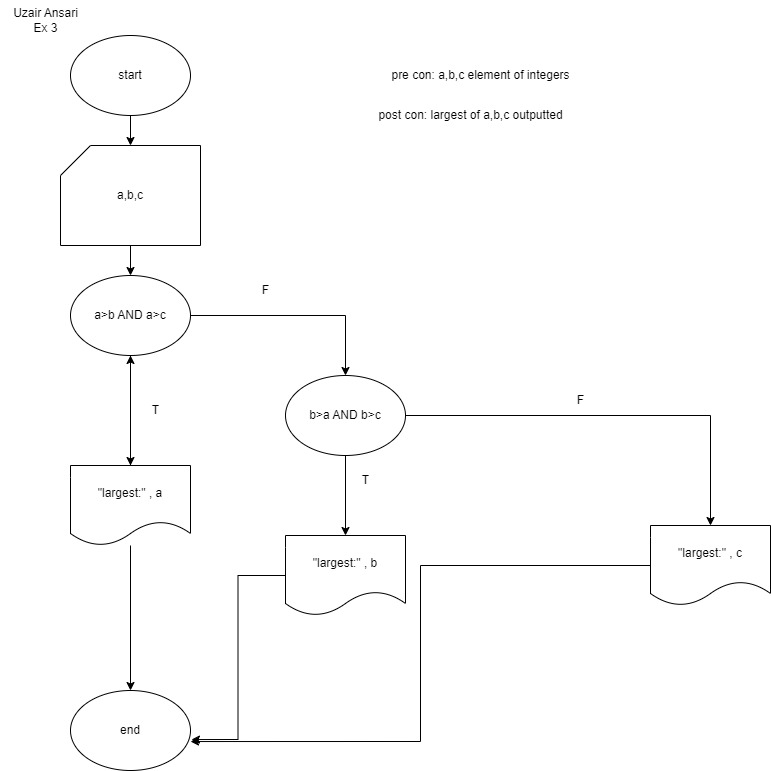 Uzair Ansari
Ex 3
start
pre con: a,b,c element of integers
post con: largest of a,b,c outputted
a,b,c
F
a>b AND a>c
F
T
b>a AND b>c
T
"largest:" , a
"largest:" , b
"largest:" , c
end